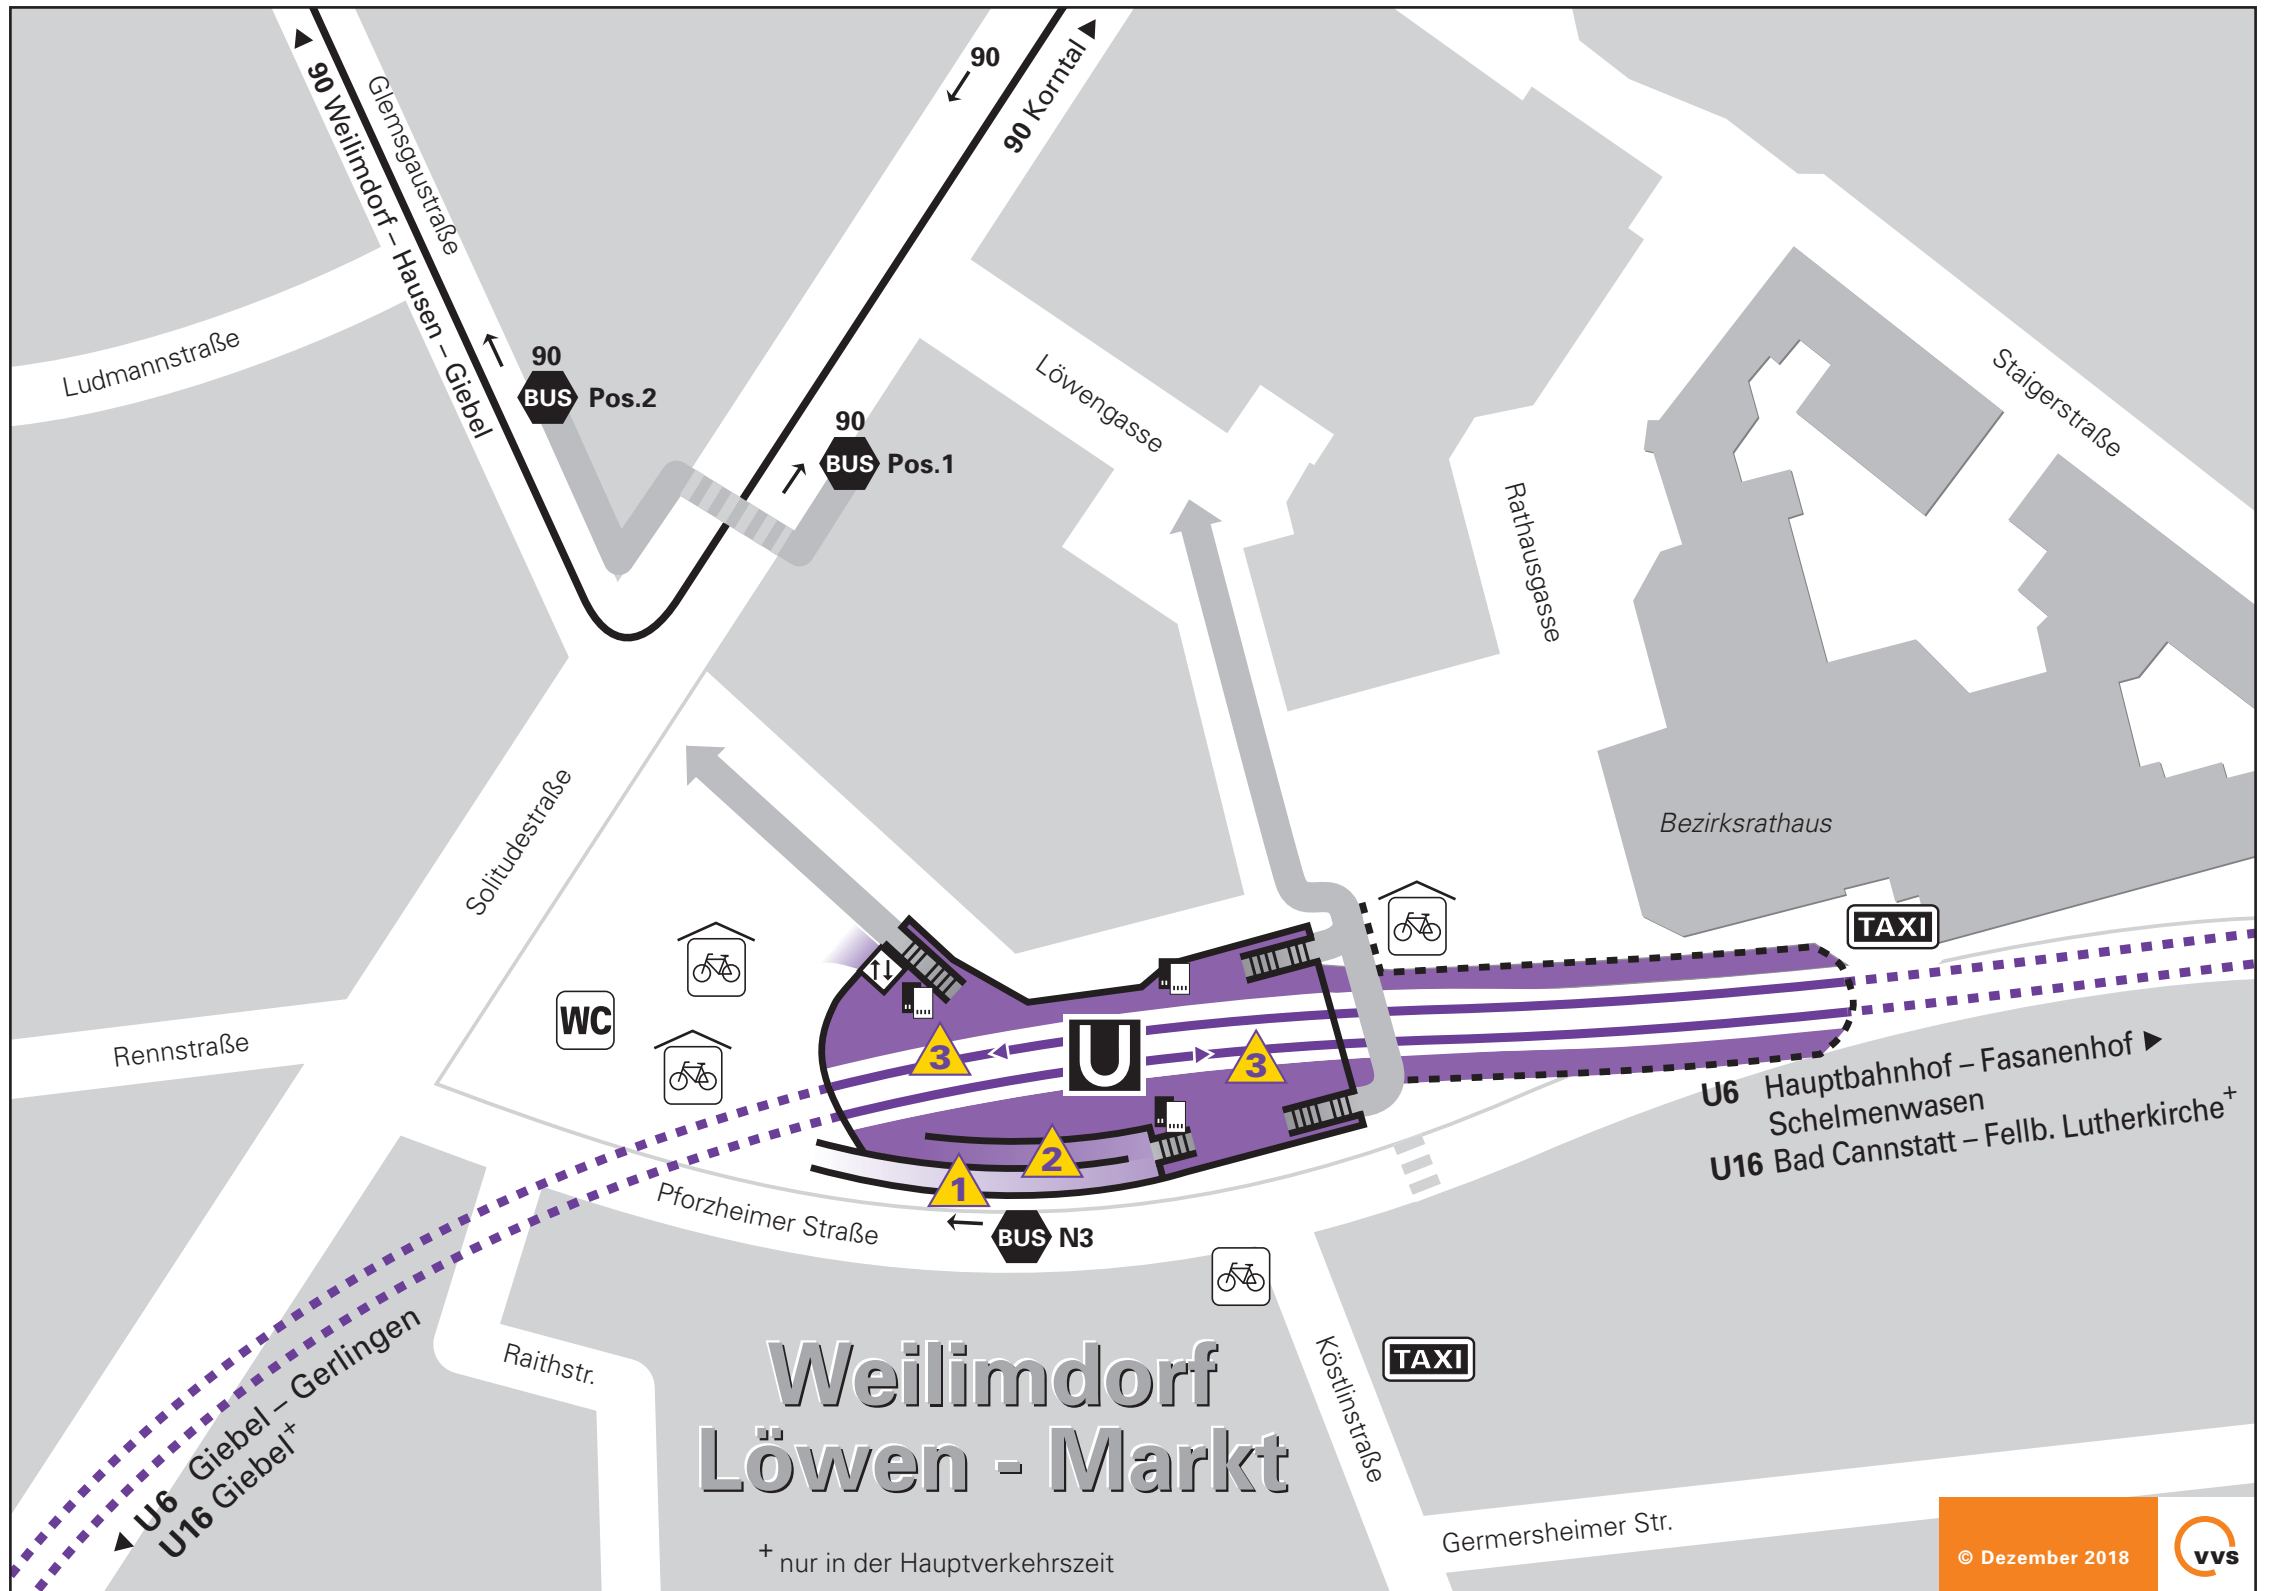 90 Weilimdorf – Hausen – Giebel
Glemsgaustraße
90
90 Korntal
Ludmannstraße
90
BUS Pos.2
90
BUS Pos.1
Löwengasse
Staigerstraße
Rathausgasse
Solitudestraße
Bezirksrathaus
TAXI
WC
Rennstraße
3
U
3
2
1
U6 Hauptbahnhof – Fasanenhof
Schelmenwasen
U16 Bad Cannstatt – Fellb. Lutherkirche+
Pforzheimer Straße
BUS N3
U6 Giebel – Gerlingen
U16 Giebel+
Raithstr.
Köstlinstraße
TAXI
Weilimdorf
Löwen - Markt
Germersheimer Str.
+ nur in der Hauptverkehrszeit
© Dezember 2018
vvs